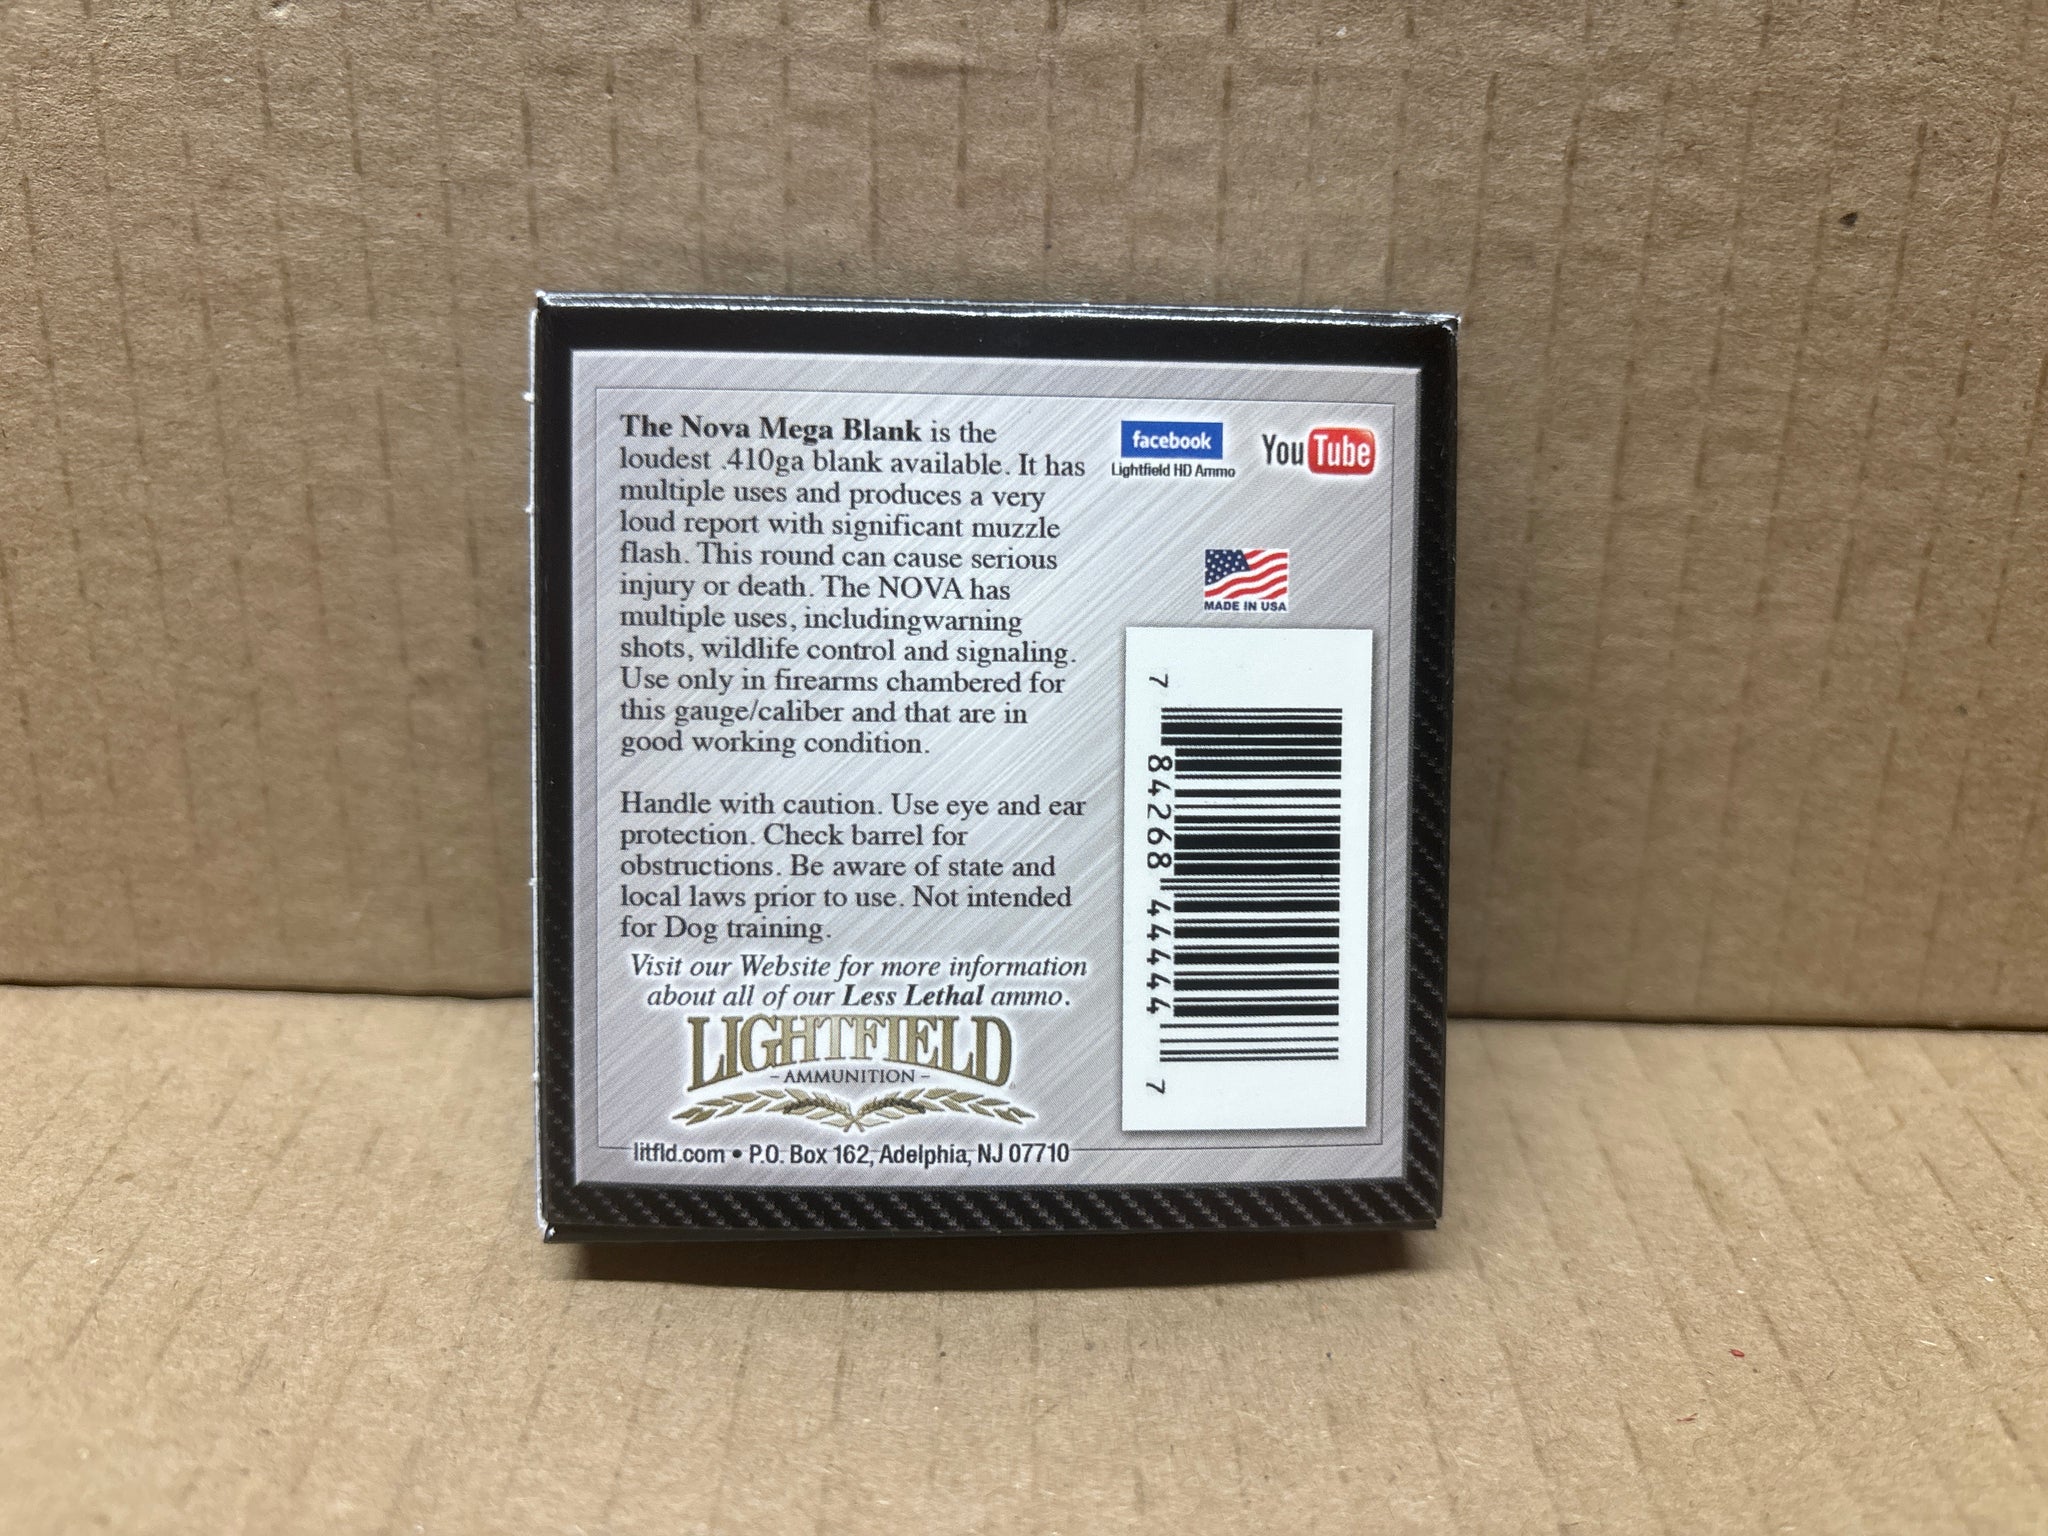 The Nova Mega Blank is the
loudest .410ga blank available. It has
multiple uses and produces a very
loud report with significant muzzle
flash. This round can cause serious
injury or death. The NOVA has
multiple uses, includingwarning
shots, wildlife control and signaling.
Use only in firearms chambered for
this gauge/caliber and that are in
good working condition.
Handle with caution. Use eye and ear
protection. Check barrel for
obstructions. Be aware of state and
local laws prior to use. Not intended
for Dog training.
Visit our Website for more information
about all of our Less Lethal ammo.
LIGHTFIELD
- AMMUNITION -
litfld.com • P.O. Box 162, Adelphia, NJ 07710
facebook
Lightfield HD Ammo
YouTube
MADE IN USA
7 84268 44444 7